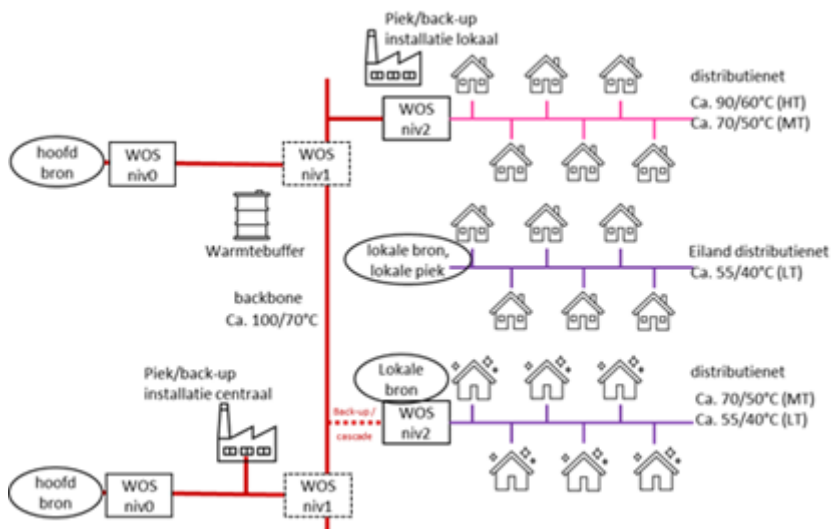 Piek/back-up
installatie lokaal
distributienet
Ca. 90/60°C (HT)
Ca. 70/50°C (MT)
WOS
niv2
hoofd
bron
WOS
niv0
WOS
niv1
Warmtebuffer
lokale bron,
lokale piek
Eiland distributienet
Ca. 55/40°C (LT)
backbone
Ca. 100/70°C
Piek/back-up
installatie centraal
Lokale
bron
distributienet
Ca. 70/50°C (MT)
Ca. 55/40°C (LT)
Back-up /
cascade
WOS
niv2
hoofd
bron
WOS
niv0
WOS
niv1